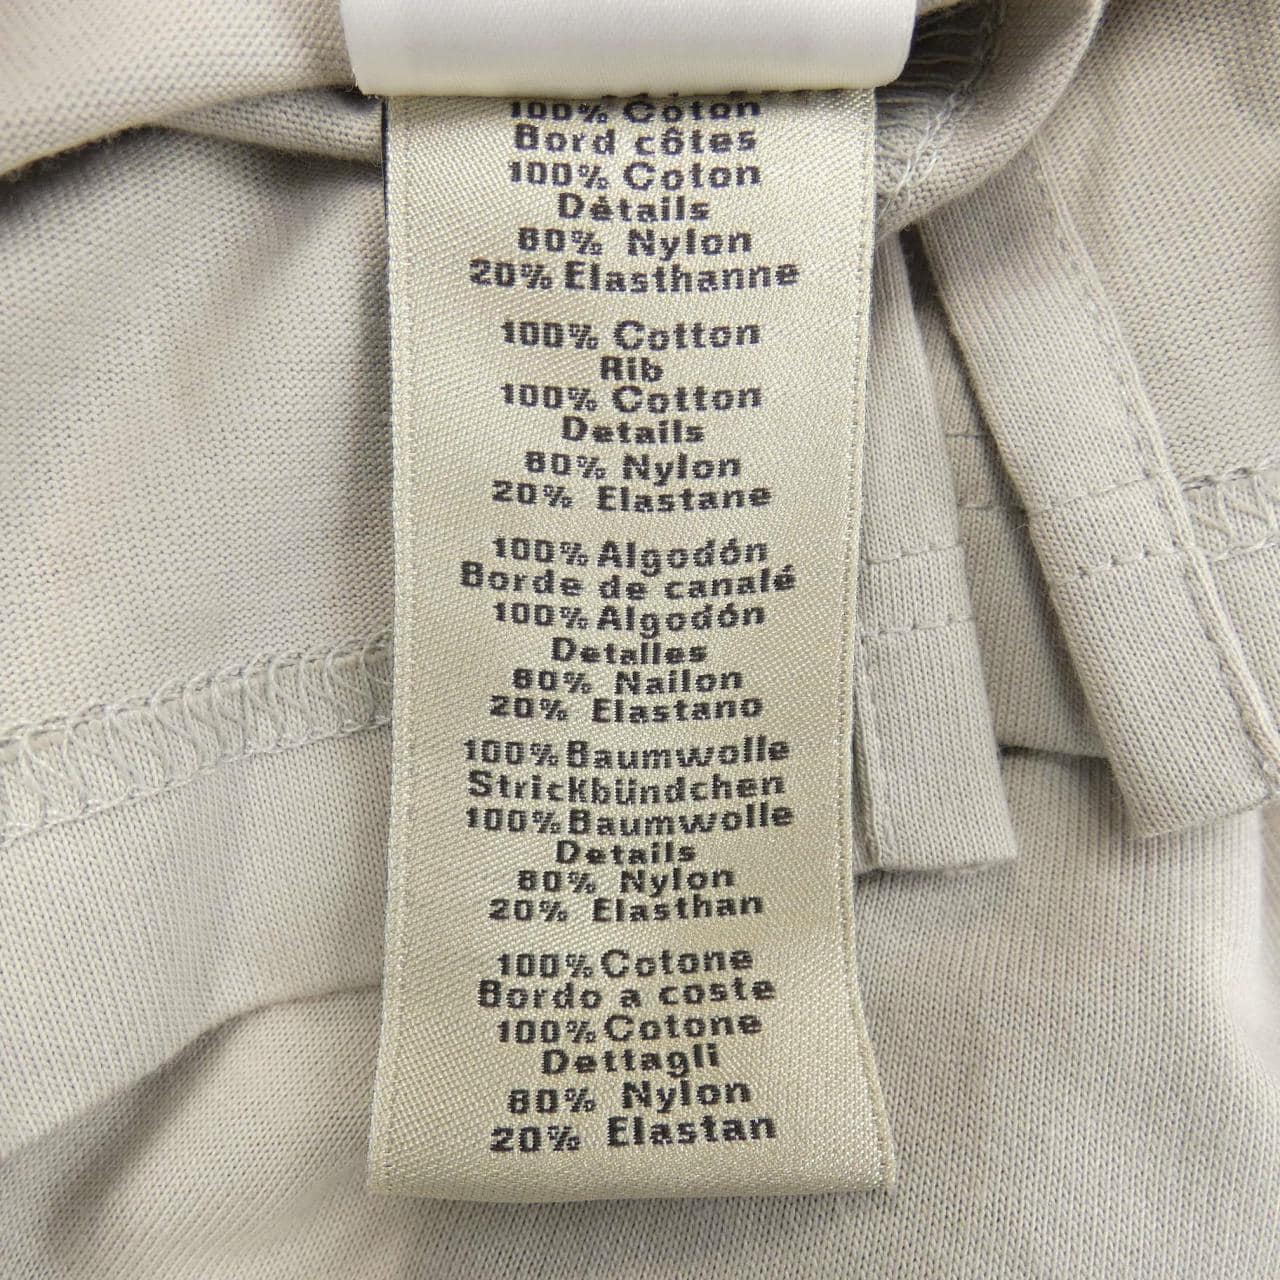 100% Coton
Bord côtes
100% Coton
Détails
80% Nylon
20% Elasthanne
100% Cotton
Rib
100% Cotton
Details
80% Nylon
20% Elastane
100% Algodón
Borde de canalé
100% Algodón
Detalles
80% Nailon
20% Elastano
100% Baumwolle
Strickbündchen
100% Baumwolle
Details
80% Nylon
20% Elasthan
100% Cotone
Bordo a coste
100% Cotone
Dettagli
80% Nylon
20% Elastan